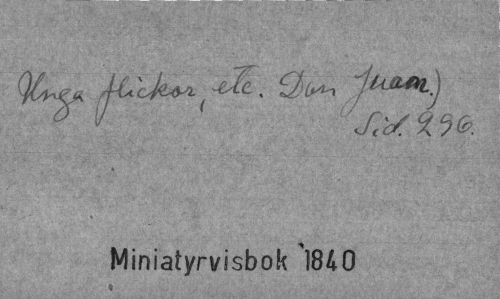 Unga flickor, etc. Don Juan.)
Sid. 296.
Miniatyrvisbok 1840